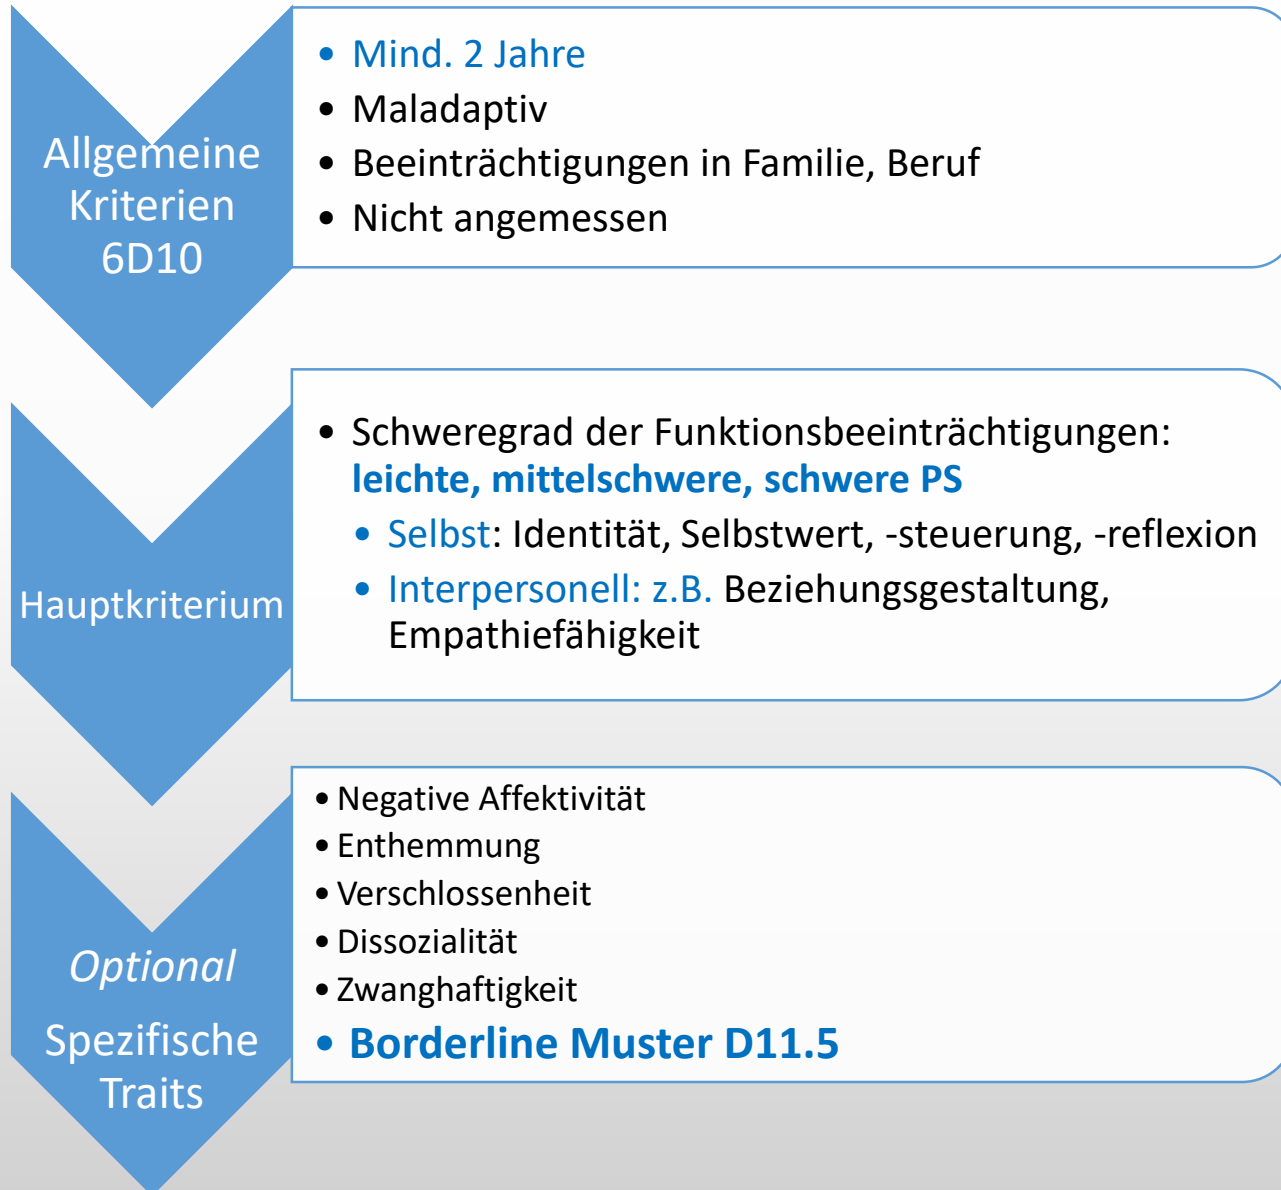 Allgemeine
Kriterien
6D10
• Mind. 2 Jahre
• Maladaptiv
• Beeinträchtigungen in Familie, Beruf
• Nicht angemessen
Hauptkriterium
• Schweregrad der Funktionsbeeinträchtigungen:
leichte, mittelschwere, schwere PS
• Selbst: Identität, Selbstwert, -steuerung, -reflexion
• Interpersonell: z.B. Beziehungsgestaltung,
Empathiefähigkeit
Optional
Spezifische
Traits
• Negative Affektivität
• Enthemmung
• Verschlossenheit
• Dissozialität
• Zwanghaftigkeit
• Borderline Muster D11.5